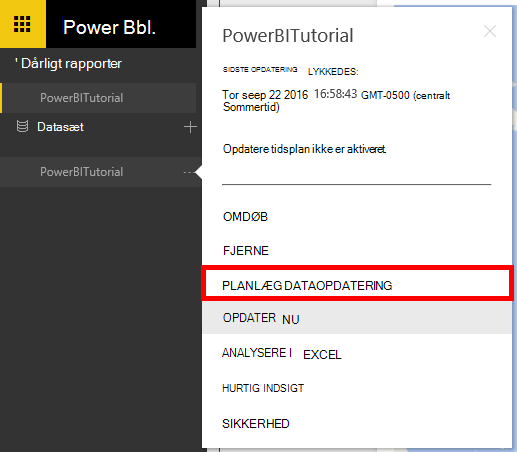 Power Bbl.
' Dårligt rapporter
PowerBITutorial
Datasæt
PowerBITutorial
PowerBITutorial
SIDSTE OPDATERING LYKKEDES:
Tor seep 22 2016 16:58:43 GMT-0500 (centralt
Sommertid)
Opdatere tidsplan ikke er aktiveret.
OMDØB
FJERNE
PLANLÆG DATAOPDATERING
OPDATER NU
ANALYSERE I EXCEL
HURTIG INDSIGT
SIKKERHED